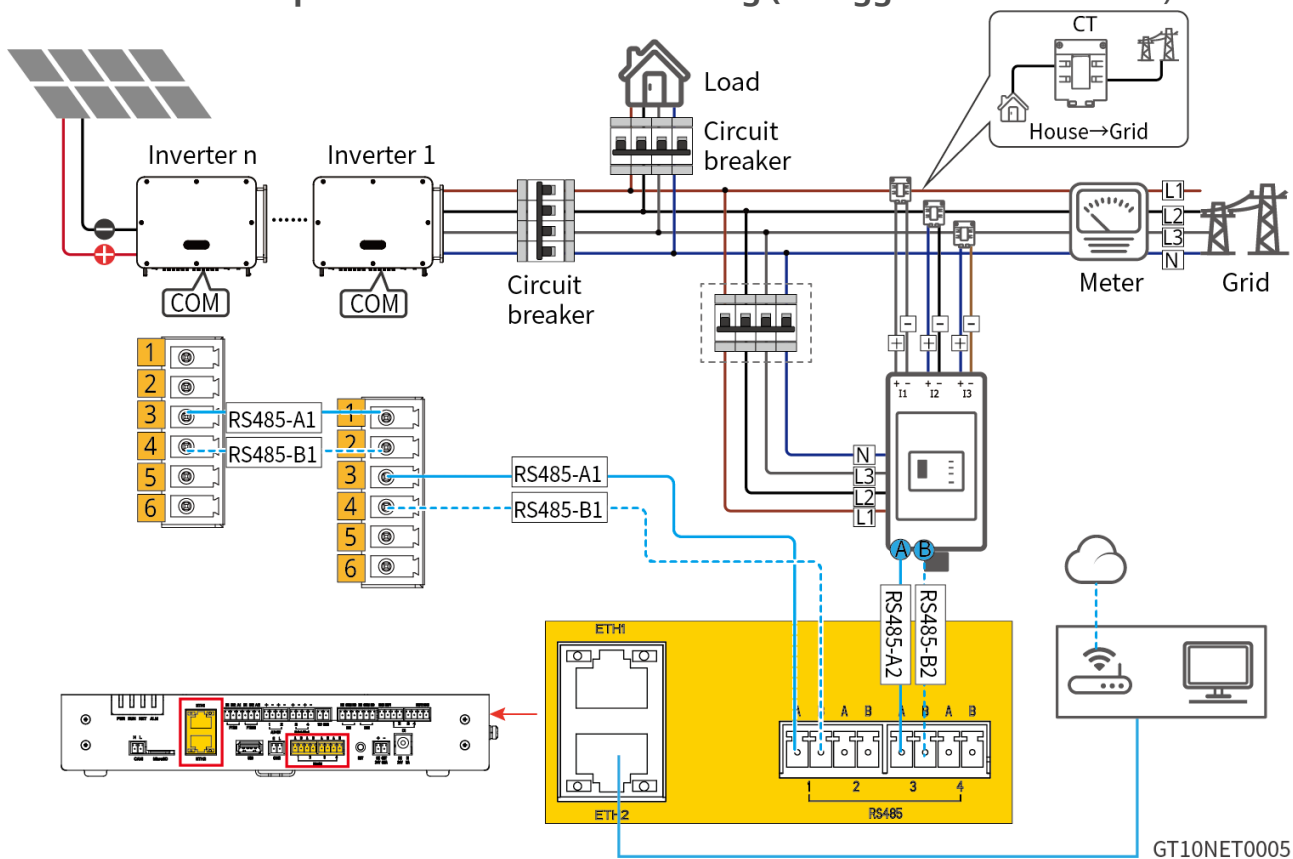 CT
House→Grid
Load
Circuit
breaker
Inverter n
Inverter 1
L1
L2
L3
N
COM
COM
Circuit
breaker
Meter
Grid
+
-
+
-
+
-
+ - + - + -
I1 I2 I3
1
2
3
4
5
6
RS485-A1
RS485-B1
1
2
3
4
5
6
RS485-A1
RS485-B1
N
L3
L2
L1
A B
RS485-A2
RS485-B2
ETH1
ETH2
A A B A B A B
1 2 3 4
RS485
GT10NET0005